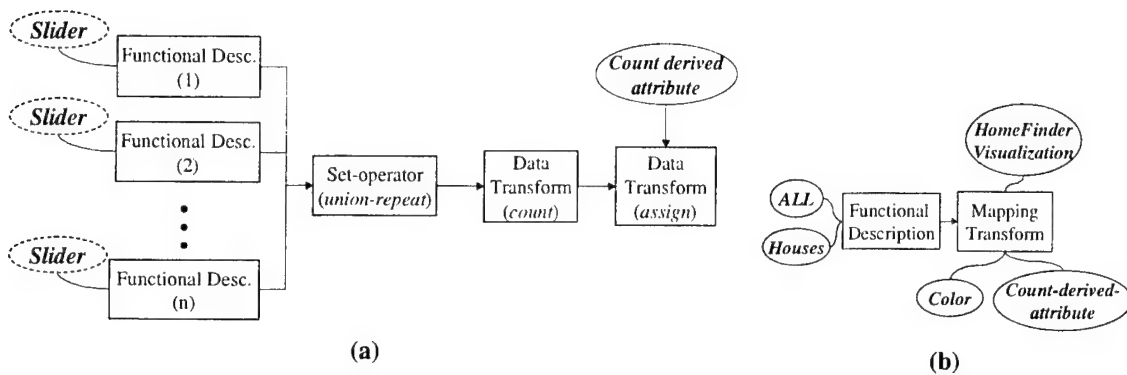 Slider
Functional Desc.
(1)
Slider
Functional Desc.
(2)
Slider
Functional Desc.
(n)
Set-operator
(union-repeat)
Data
Transform
(count)
Count derived
attribute
Data
Transform
(assign)
(a)
ALL
Houses
Functional
Description
HomeFinder
Visualization
Mapping
Transform
Color
Count-derived-
attribute
(b)